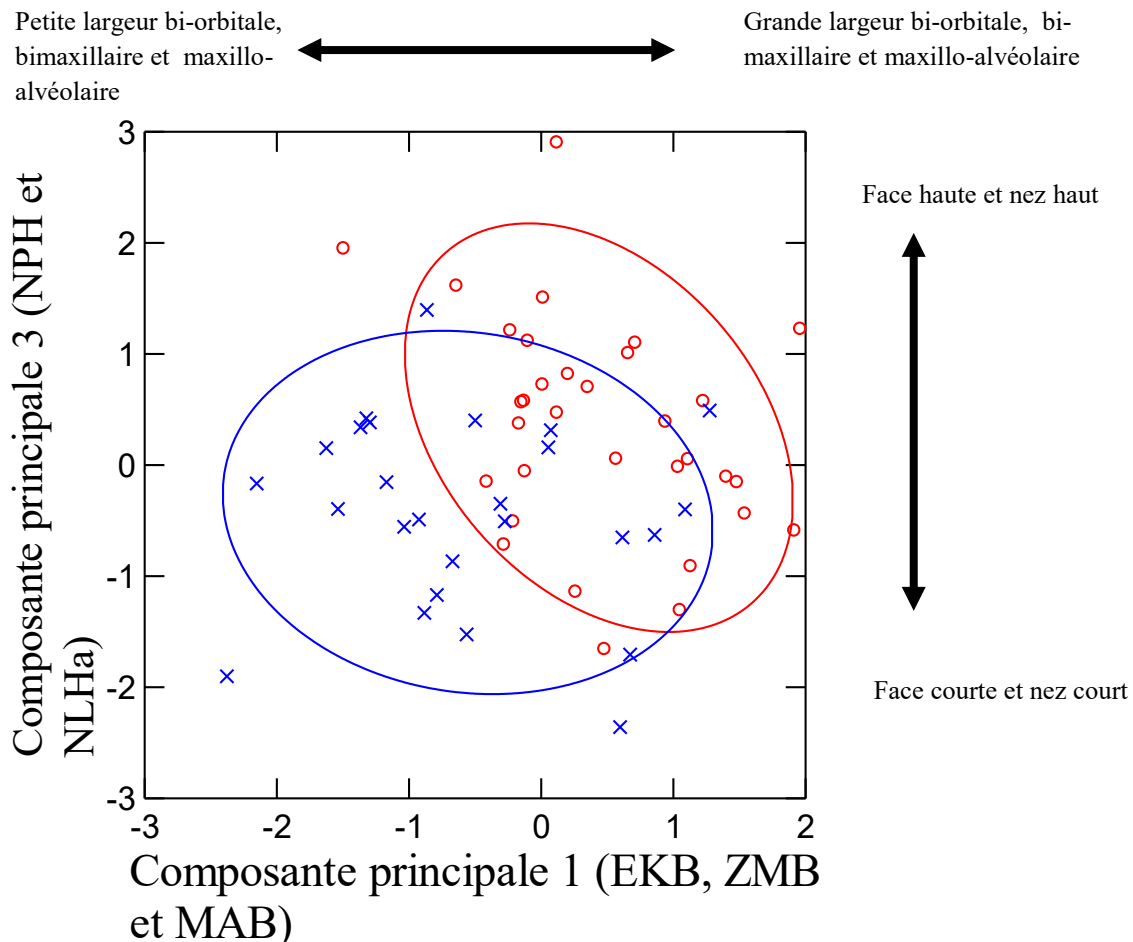 Petite largeur bi-orbitale,
bimaxillaire et maxillo-
alvéolaire
Grande largeur bi-orbitale, bi-
maxillaire et maxillo-alvéolaire
Face haute et nez haut
Face courte et nez court
Composante principale 3 (NPH et
NLHa)
3
2
1
0
-1
-2
-3
-3 -2 -1 0 1 2
Composante principale 1 (EKB, ZMB
et MAB)